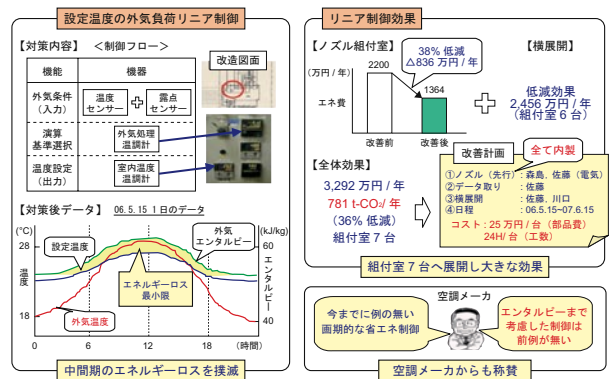 設定温度の外気負荷リニア制御
【対策内容】 <制御フロー>
改造図面
機能 機器
外気条件
(入力)
温度
センサー
露点
センサー
演算
基準選択
外気処理
温調計
温度設定
(出力)
室内温度
温調計
【対策後データ】 06.5.15 1日のデータ
(℃)
28
温度
18
設定温度
外気
エンタルピー
(kJ/kg)
60
エンタルピー
40
エネルギーロス
最小限
外気温度
0 6 12 18 (時間)
中間期のエネルギーロスを撲滅
リニア制御効果
【ノズル組付室】
(万円/年)
エネ費
2200
38% 低減
△836 万円/年
1364
改善前 改善後
【横展開】
低減効果
2,456 万円/年
(組付室 6 台)
【全体効果】
3,292 万円/年
781 t-CO₂/年
(36% 低減)
組付室 7 台
改善計画
全て内製
①ノズル(先行):森島、佐藤(電気)
②データ取り:佐藤
③横展開:佐藤, 川口
④日程:06.5.15~07.6.15
コスト:25 万円/台(部品費)
24H/台(工数)
組付室 7 台へ展開し大きな効果
空調メーカ
今までに例の無い
画期的な省エネ制御
エンタルピーまで
考慮した制御は
前例が無い
空調メーカからも称賛